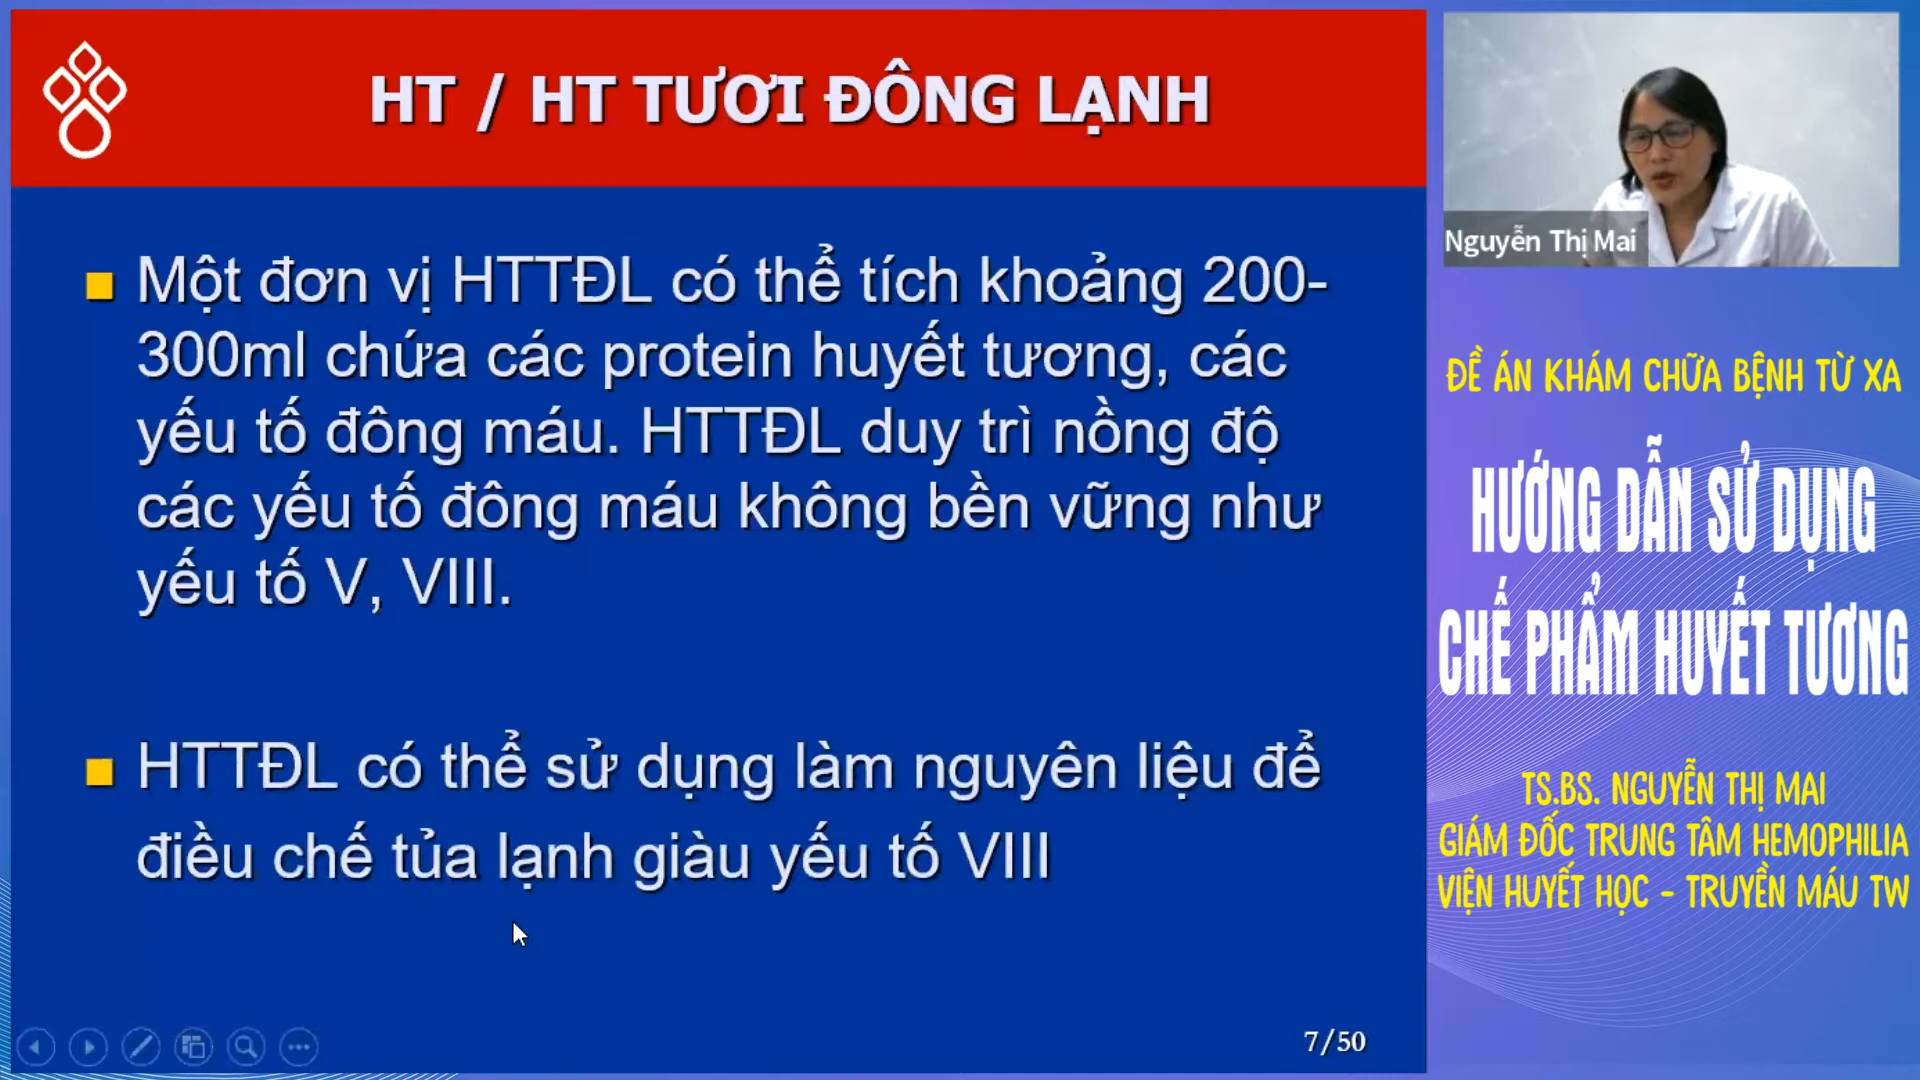 HT / HT TƯƠI ĐÔNG LẠNH
Một đơn vị HTTĐL có thể tích khoảng 200-
300ml chứa các protein huyết tương, các
yếu tố đông máu. HTTĐL duy trì nồng độ
các yếu tố đông máu không bền vững như
yếu tố V, VIII.
HTTĐL có thể sử dụng làm nguyên liệu để
điều chế tủa lạnh giàu yếu tố VIII
7/50
Nguyễn Thị Mai
ĐỀ ÁN KHÁM CHỮA BỆNH TỪ XA
HƯỚNG DẪN SỬ DỤNG
CHẾ PHẨM HUYẾT TƯƠNG
TS.BS. NGUYỄN THỊ MAI
GIÁM ĐỐC TRUNG TÂM HEMOPHILIA
VIỆN HUYẾT HỌC - TRUYỀN MÁU TW